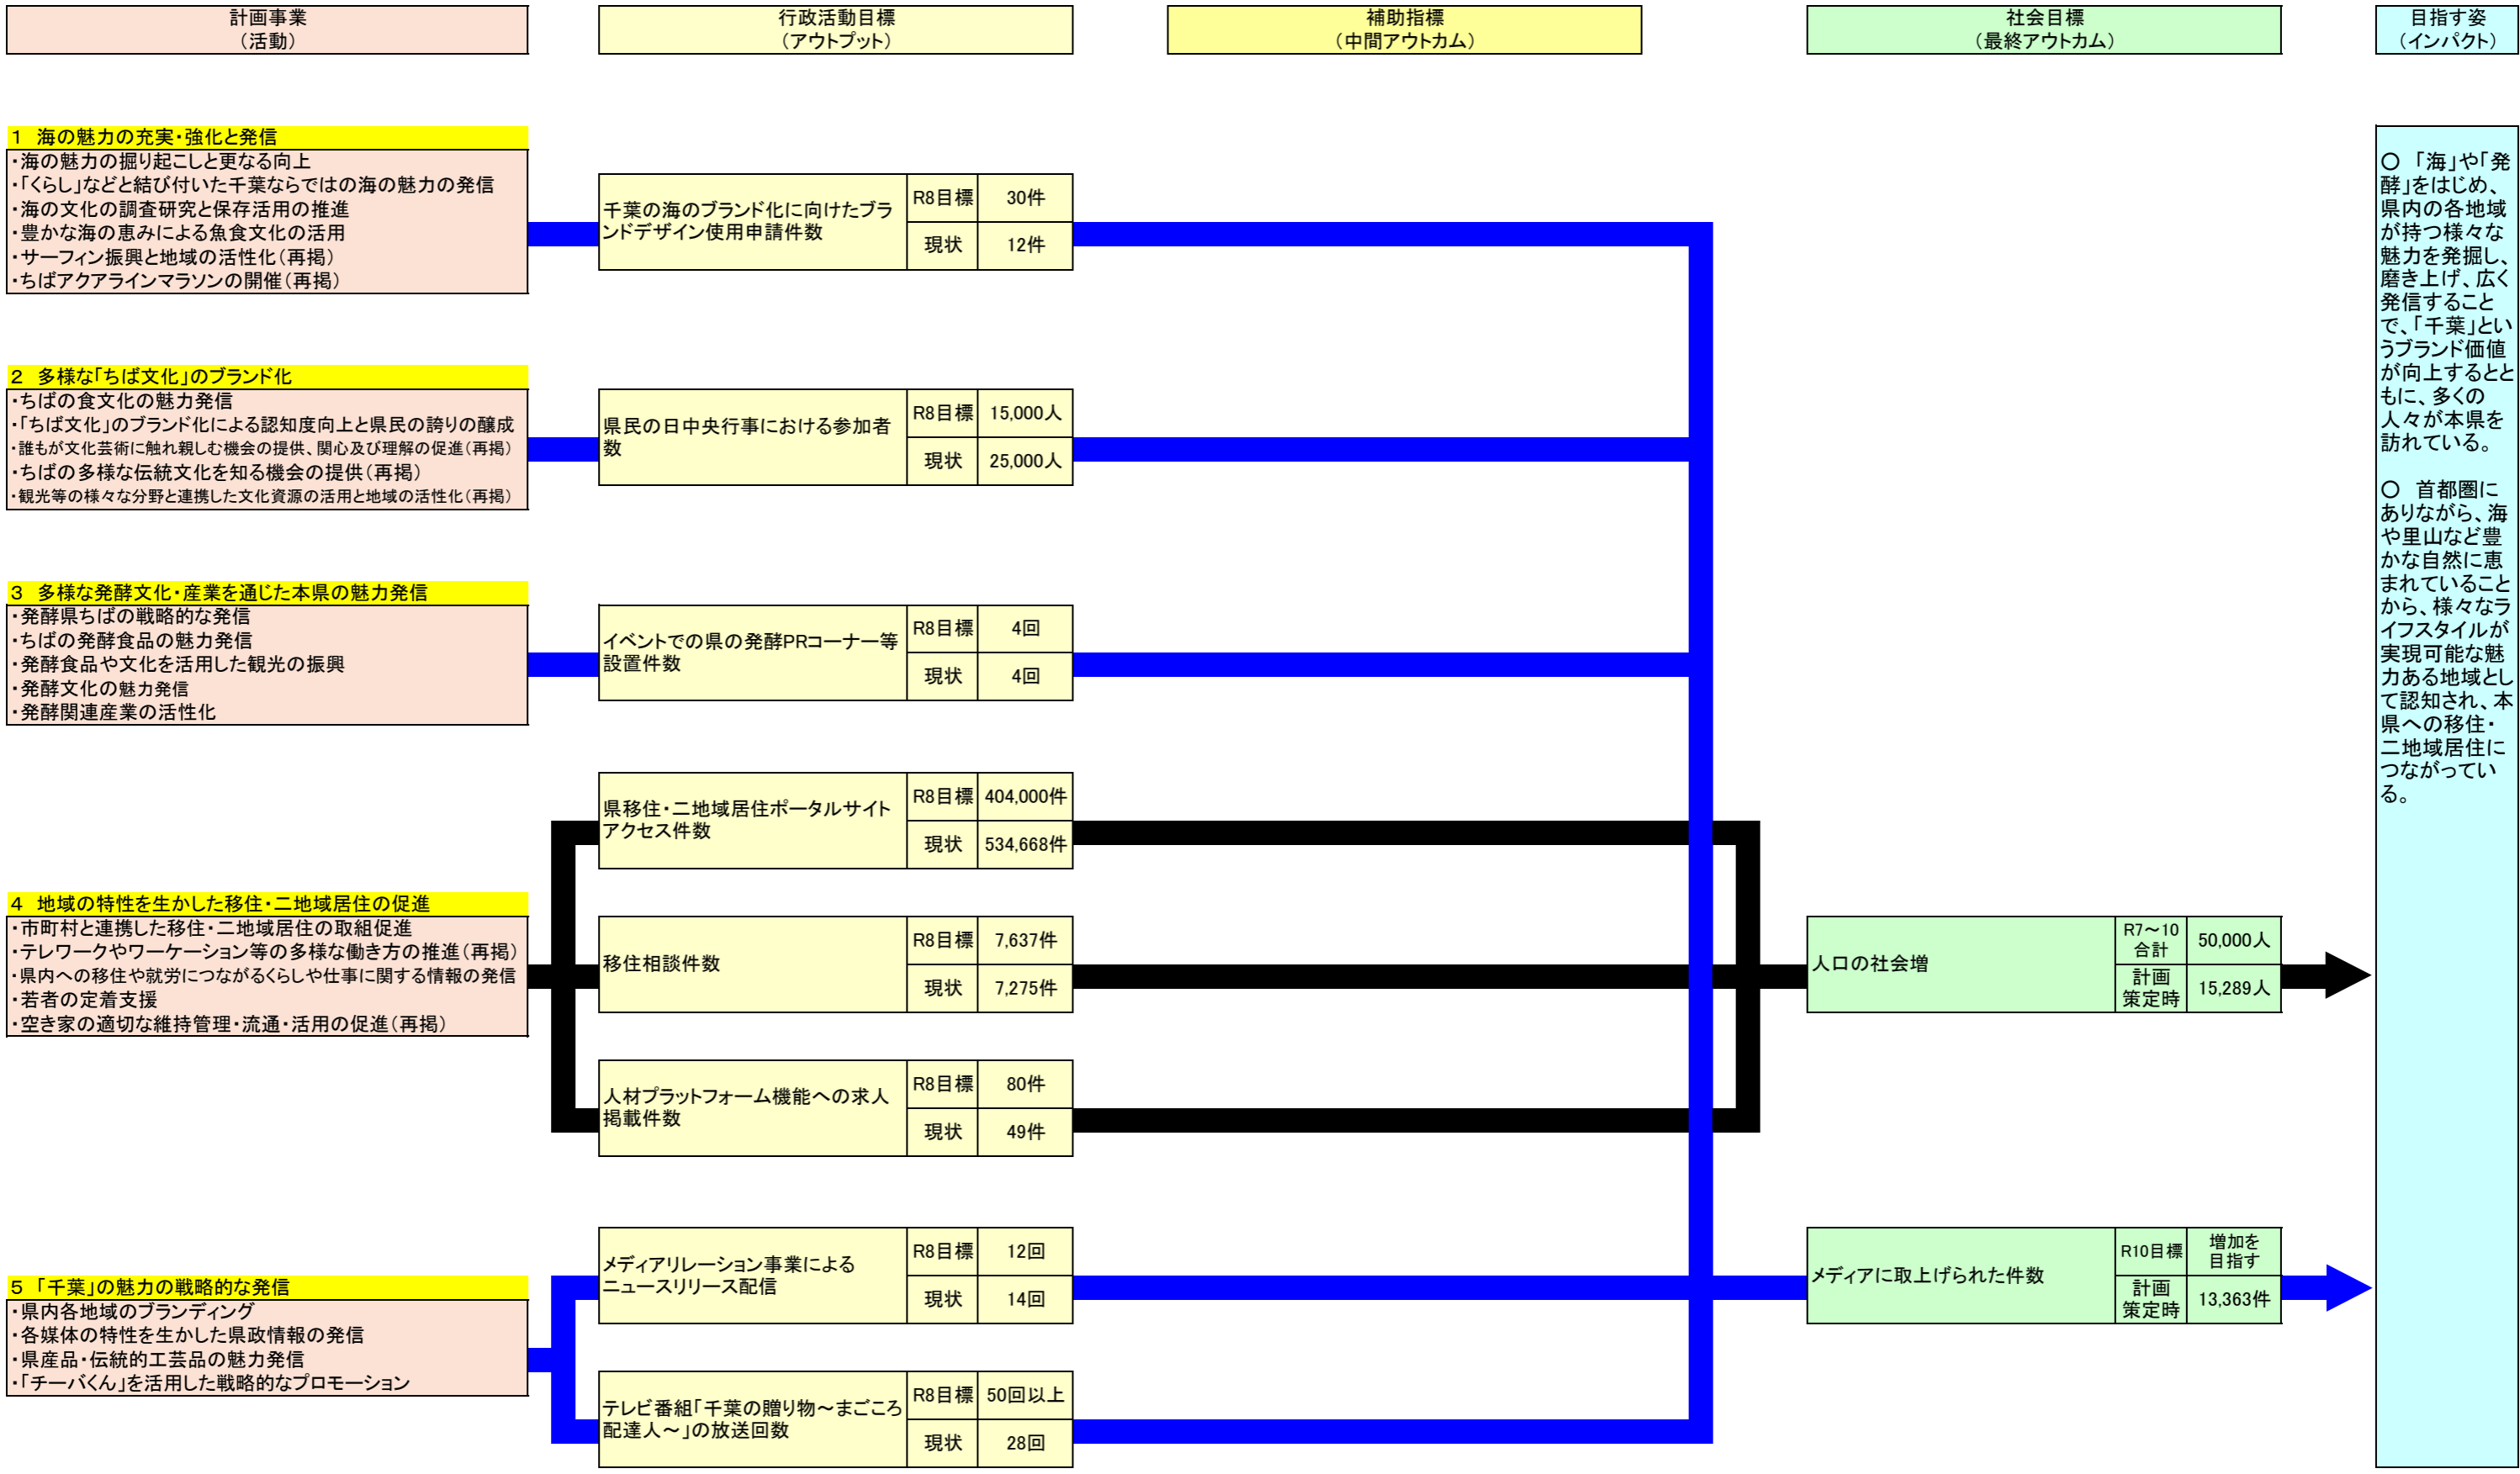 計画事業
（活動）
行政活動目標
（アウトプット）
補助指標
（中間アウトカム）
社会目標
（最終アウトカム）
目指す姿
（インパクト）
１　海の魅力の充実・強化と発信
・海の魅力の掘り起こしと更なる向上
・「くらし」などと結び付いた千葉ならではの海の魅力の発信
・海の文化の調査研究と保存活用の推進
・豊かな海の恵みによる魚食文化の活用
・サーフィン振興と地域の活性化（再掲）
・ちばアクアラインマラソンの開催（再掲）
千葉の海のブランド化に向けたブラ
ンドデザイン使用申請件数
R8目標
30件
現状
12件
２　多様な「ちば文化」のブランド化
・ちばの食文化の魅力発信
・「ちば文化」のブランド化による認知度向上と県民の誇りの醸成
・誰もが文化芸術に触れ親しむ機会の提供、関心及び理解の促進（再掲）
・ちばの多様な伝統文化を知る機会の提供（再掲）
・観光等の様々な分野と連携した文化資源の活用と地域の活性化（再掲）
県民の日中央行事における参加者
数
R8目標
15,000人
現状
25,000人
３　多様な発酵文化・産業を通じた本県の魅力発信
・発酵県ちばの戦略的な発信
・ちばの発酵食品の魅力発信
・発酵食品や文化を活用した観光の振興
・発酵文化の魅力発信
・発酵関連産業の活性化
イベントでの県の発酵PRコーナー等
設置件数
R8目標
4回
現状
4回
県移住・二地域居住ポータルサイト
アクセス件数
R8目標
404,000件
現状
534,668件
４　地域の特性を生かした移住・二地域居住の促進
・市町村と連携した移住・二地域居住の取組促進
・テレワークやワーケーション等の多様な働き方の推進（再掲）
・県内への移住や就労につながるくらしや仕事に関する情報の発信
・若者の定着支援
・空き家の適切な維持管理・流通・活用の促進（再掲）
移住相談件数
R8目標
7,637件
現状
7,275件
人材プラットフォーム機能への求人
掲載件数
R8目標
80件
現状
49件
人口の社会増
R7～10
合計
50,000人
計画
策定時
15,289人
５　「千葉」の魅力の戦略的な発信
・県内各地域のブランディング
・各媒体の特性を生かした県政情報の発信
・県産品・伝統的工芸品の魅力発信
・「チーバくん」を活用した戦略的なプロモーション
メディアリレーション事業による
ニュースリリース配信
R8目標
12回
現状
14回
テレビ番組「千葉の贈り物～まごころ
配達人～」の放送回数
R8目標
50回以上
現状
28回
メディアに取上げられた件数
R10目標
増加を
目指す
計画
策定時
13,363件
〇　「海」や「発
酵」をはじめ、
県内の各地域
が持つ様々な
魅力を発掘し、
磨き上げ、広く
発信すること
で、「千葉」とい
うブランド価値
が向上するとと
もに、多くの
人々が本県を
訪れている。
〇　首都圏に
ありながら、海
や里山など豊
かな自然に恵
まれていること
から、様々なラ
イフスタイルが
実現可能な魅
力ある地域とし
て認知され、本
県への移住・
二地域居住に
つながってい
る。